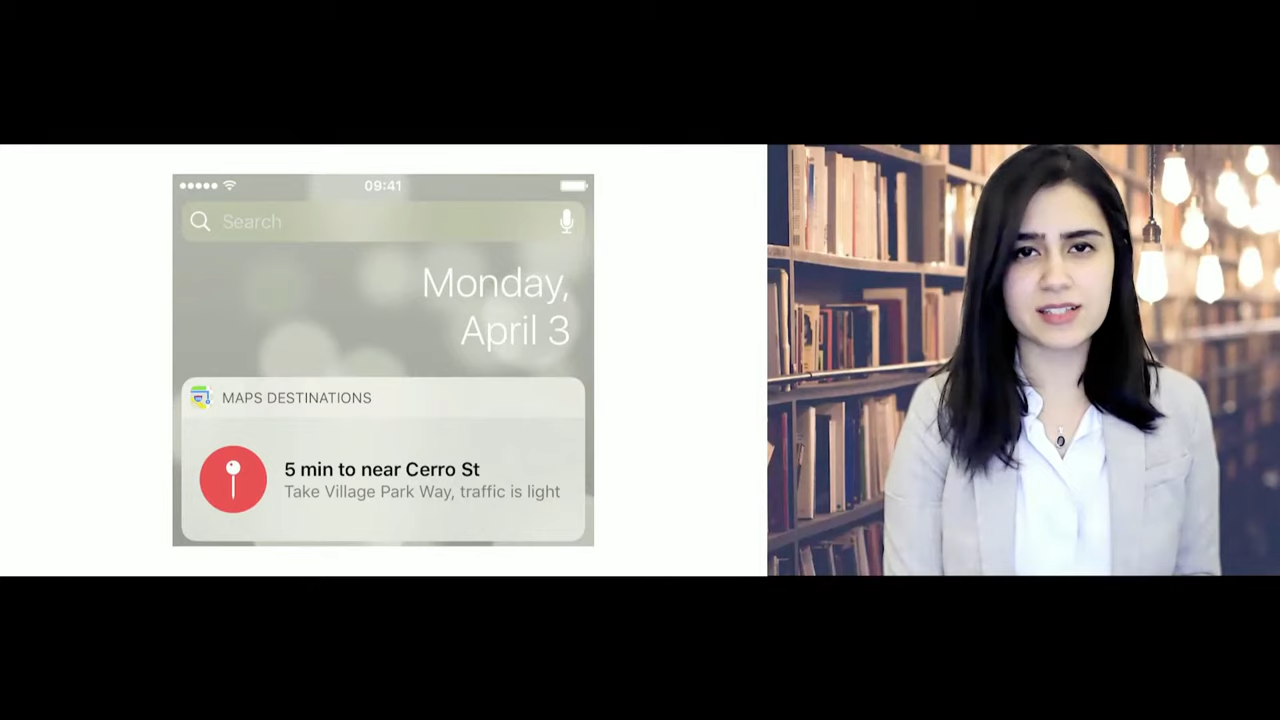 09:41
Search
Monday,
April 3
MAPS DESTINATIONS
5 min to near Cerro St
Take Village Park Way, traffic is light